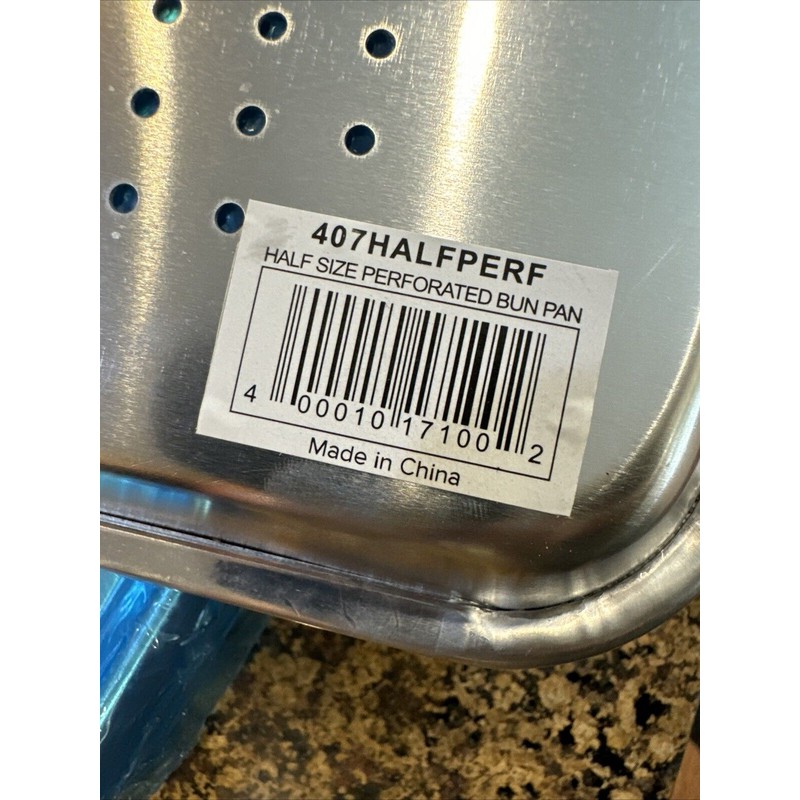 407HALFPERF
HALF SIZE PERFORATED BUN PAN
4 00010 17100 2
Made in China